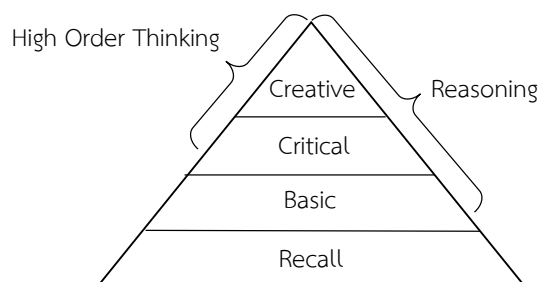 High Order Thinking
Creative
Reasoning
Critical
Basic
Recall